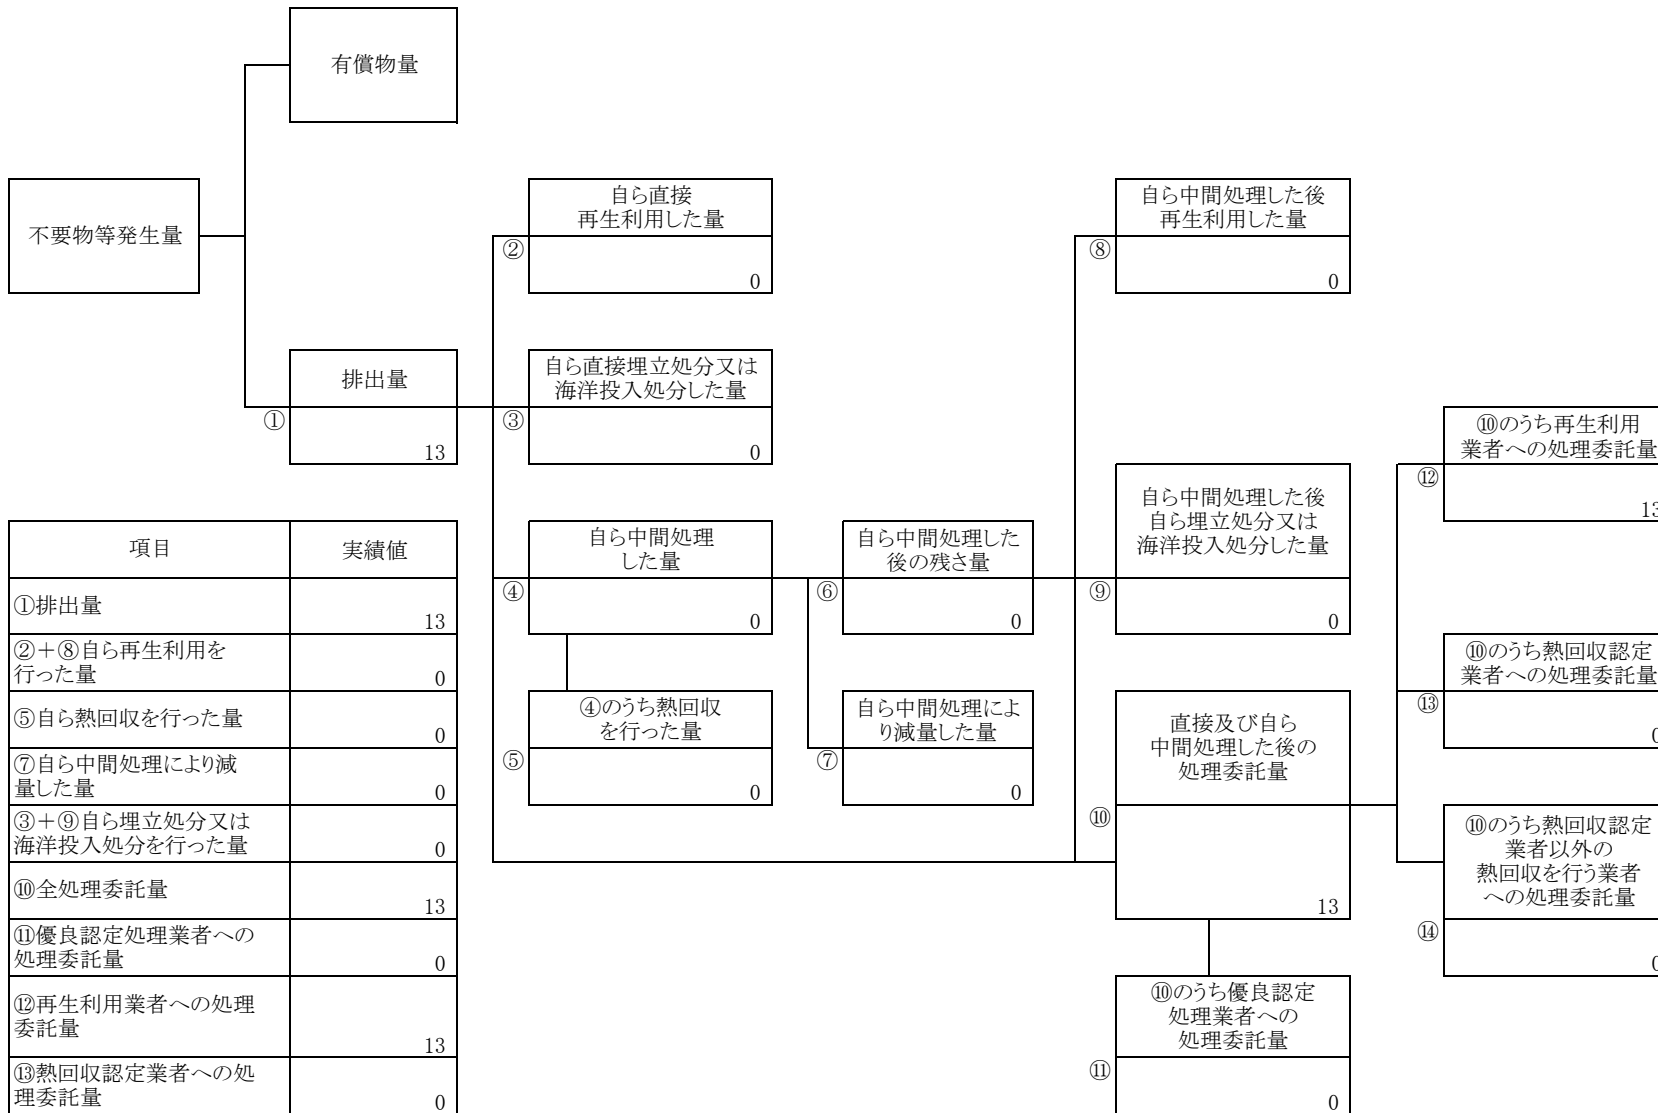 有償物量
不要物等発生量
自ら直接
再生利用した量
②
0
自ら中間処理した後
再生利用した量
⑧
0
排出量
①
13
自ら直接埋立処分又は
海洋投入処分した量
③
0
⑩のうち再生利用
業者への処理委託量
⑫
13
自ら中間処理した後
自ら埋立処分又は
海洋投入処分した量
⑨
0
自ら中間処理
した量
④
0
自ら中間処理した
後の残さ量
⑥
0
⑩のうち熱回収認定
業者への処理委託量
⑬
0
④のうち熱回収
を行った量
⑤
0
自ら中間処理によ
り減量した量
⑦
0
直接及び自ら
中間処理した後の
処理委託量
⑩
13
⑩のうち熱回収認定
業者以外の
熱回収を行う業者
への処理委託量
⑭
0
⑩のうち優良認定
処理業者への
処理委託量
⑪
0
項目 実績値
①排出量 13
②+⑧自ら再生利用を
行った量 0
⑤自ら熱回収を行った量 0
⑦自ら中間処理により減
量した量 0
③+⑨自ら埋立処分又は
海洋投入処分を行った量 0
⑩全処理委託量 13
⑪優良認定処理業者への
処理委託量 0
⑫再生利用業者への処理
委託量 13
⑬熱回収認定業者への処
理委託量 0